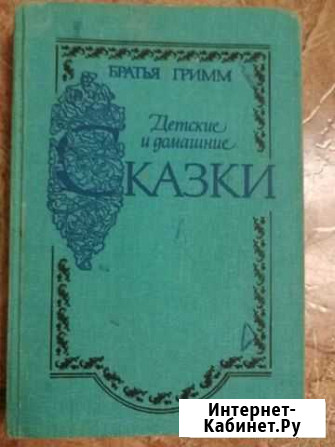 БРАТЬЯ ГРИММ
Детские
и домашние
СКАЗКИ
Интернет-
Кабинет.Ру